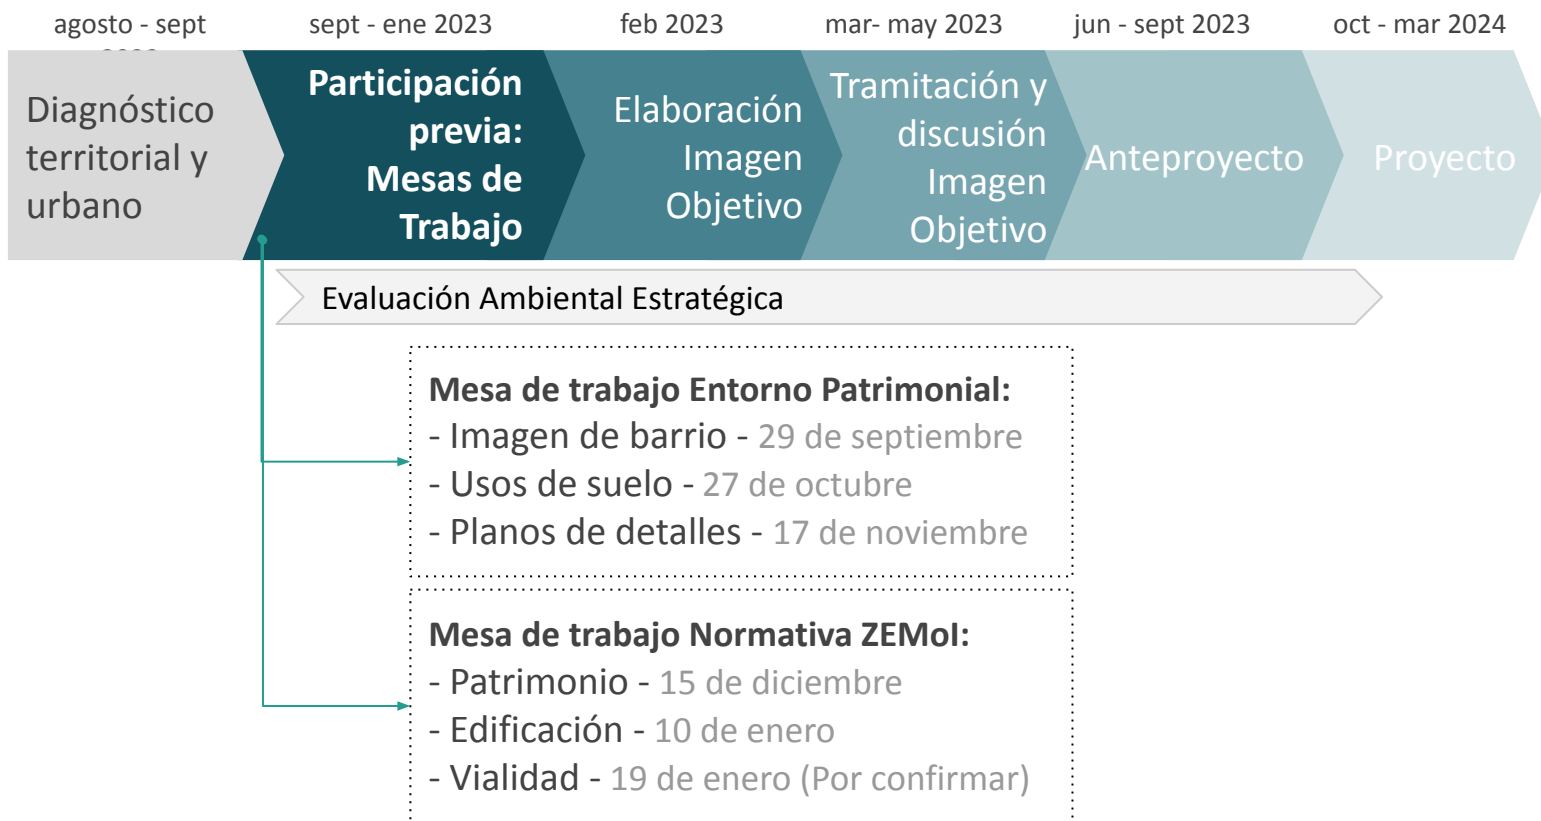 agosto - sept
sept - ene 2023
feb 2023
mar- may 2023
jun - sept 2023
oct - mar 2024
Diagnóstico
territorial y
urbano
Participación
previa:
Mesas de
Trabajo
Elaboración
Imagen
Objetivo
Tramitación y
discusión
Imagen
Objetivo
Anteproyecto
Proyecto
Evaluación Ambiental Estratégica
Mesa de trabajo Entorno Patrimonial:
- Imagen de barrio - 29 de septiembre
- Usos de suelo - 27 de octubre
- Planos de detalles - 17 de noviembre
Mesa de trabajo Normativa ZEMoI:
- Patrimonio - 15 de diciembre
- Edificación - 10 de enero
- Vialidad - 19 de enero (Por confirmar)